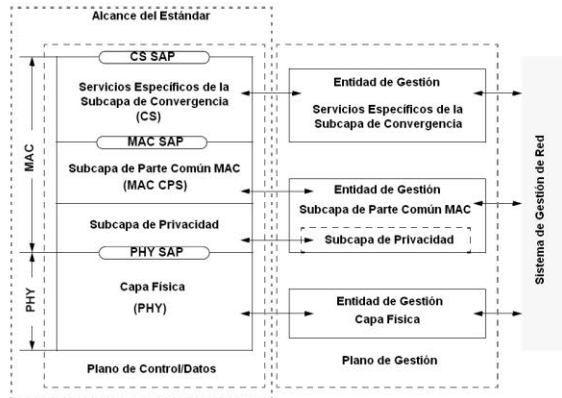 Alcance del Estándar
CS SAP
Servicios Específicos de la
Subcapa de Convergencia
(CS)
MAC SAP
Subcapa de Parte Común MAC
(MAC CPS)
Subcapa de Privacidad
PHY SAP
Capa Física
(PHY)
Plano de Control/Datos
MAC
PHY
Entidad de Gestión
Servicios Específicos de la
Subcapa de Convergencia
Entidad de Gestión
Subcapa de Parte Común MAC
Subcapa de Privacidad
Entidad de Gestión
Capa Física
Plano de Gestión
Sistema de Gestión de Red